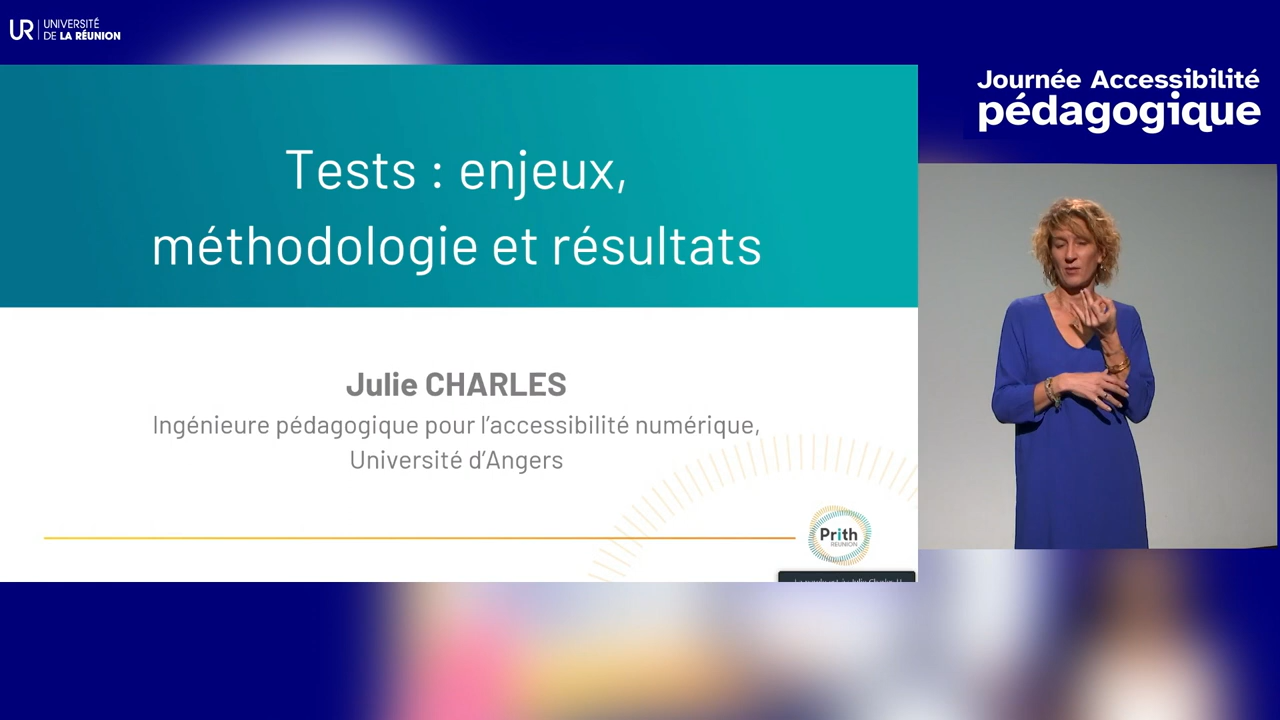 UR UNIVERSITÉ
DE LA RÉUNION
Journée Accessibilité
pédagogique
Tests : enjeux,
méthodologie et résultats
Julie CHARLES
Ingénieure pédagogique pour l’accessibilité numérique,
Université d’Angers
Prith
REUNION